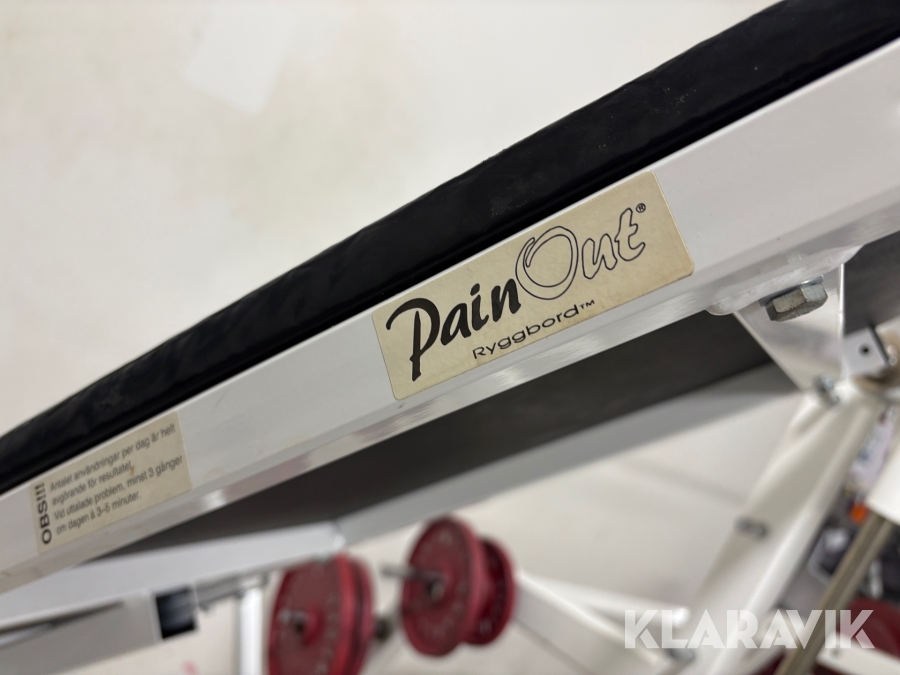 PainOut®
Ryggbord™
OBS!!!
Antalet användningar per dag är helt
avgörande för resultatet.
Vid uttalade problem, minst 3 gånger
om dagen à 3–5 minuter.
KLARAVIK